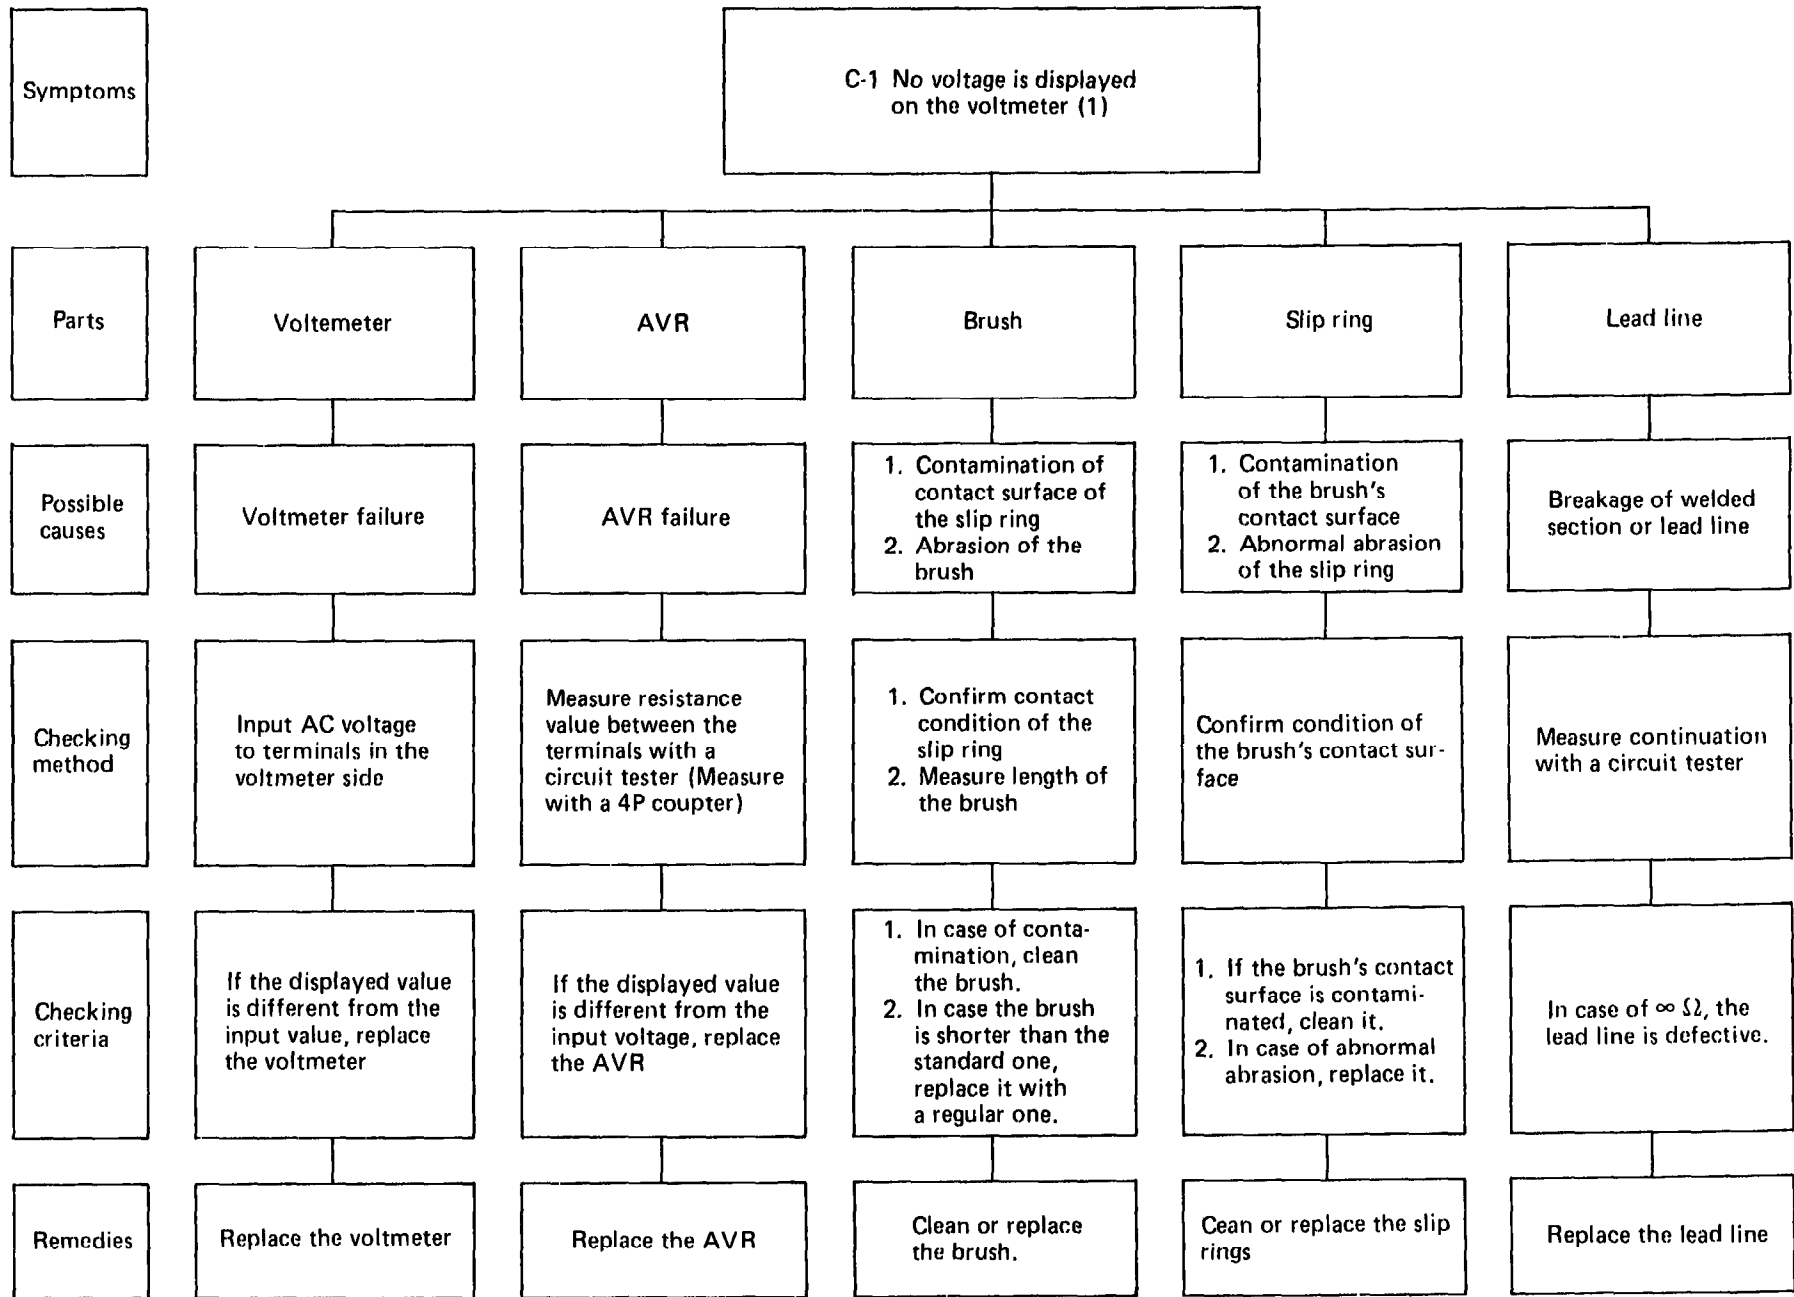 Symptoms
C-1 No voltage is displayed
on the voltmeter (1)
Parts
Voltemeter
AVR
Brush
Slip ring
Lead line
Possible
causes
Voltmeter failure
AVR failure
1. Contamination of
contact surface of
the slip ring
2. Abrasion of the
brush
1. Contamination
of the brush's
contact surface
2. Abnormal abrasion
of the slip ring
Breakage of welded
section or lead line
Checking
method
Input AC voltage
to terminals in the
voltmeter side
Measure resistance
value between the
terminals with a
circuit tester (Measure
with a 4P coupter)
1. Confirm contact
condition of the
slip ring
2. Measure length of
the brush
Confirm condition of
the brush's contact sur-
face
Measure continuation
with a circuit tester
Checking
criteria
If the displayed value
is different from the
input value, replace
the voltmeter
If the displayed value
is different from the
input voltage, replace
the AVR
1. In case of conta-
mination, clean
the brush.
2. In case the brush
is shorter than the
standard one,
replace it with
a regular one.
1. If the brush's contact
surface is contami-
nated, clean it.
2. In case of abnormal
abrasion, replace it.
In case of ∞ Ω, the
lead line is defective.
Remedies
Replace the voltmeter
Replace the AVR
Clean or replace
the brush.
Cean or replace the slip
rings
Replace the lead line